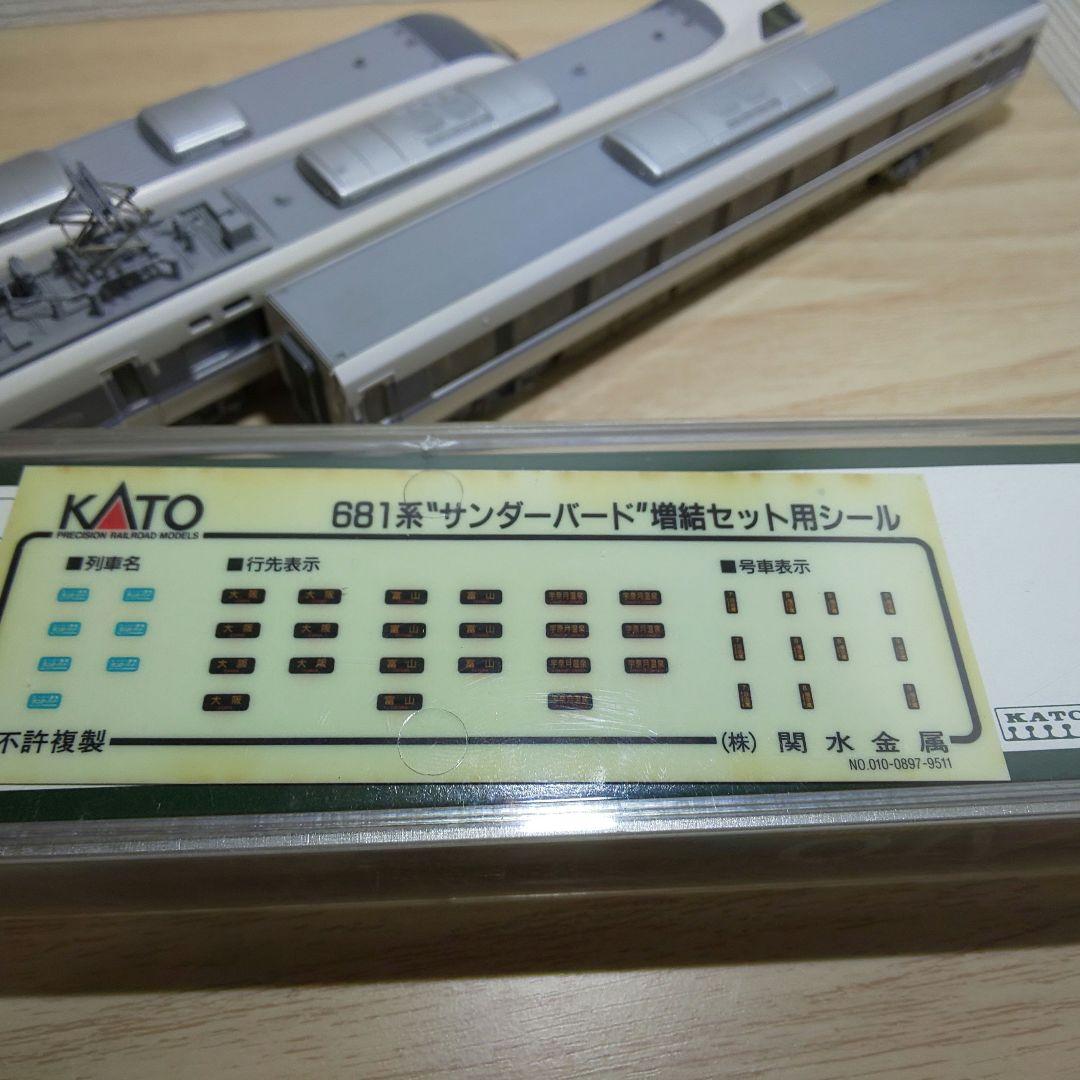 KATO
PRECISION RAILROAD MODELS
681系"サンダーバード"増結セット用シール
■列車名 ■行先表示 ■号車表示
大阪 大阪 富山 富山 宇奈月温泉 宇奈月温泉
大阪 大阪 富山 富山 宇奈月温泉 宇奈月温泉
大阪 大阪 富山 富山 宇奈月温泉 宇奈月温泉
大阪 富山 宇奈月温泉
不許複製 (株) 関水金属
NO.010-0897-9511
KATO